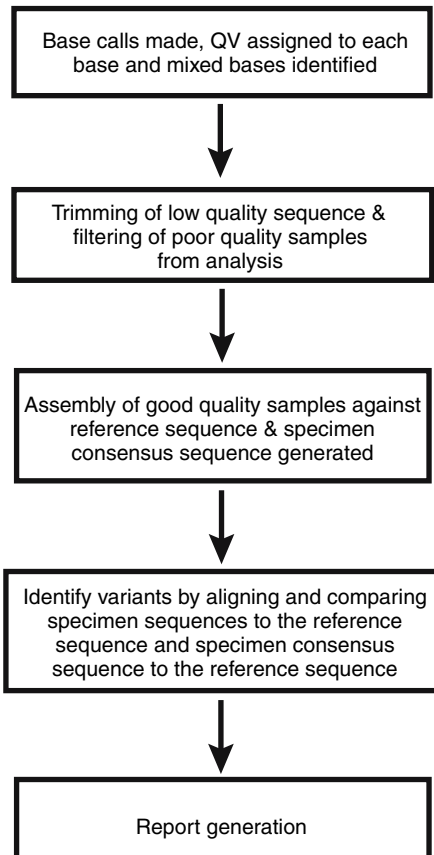 Base calls made, QV assigned to each
base and mixed bases identified
Trimming of low quality sequence &
filtering of poor quality samples
from analysis
Assembly of good quality samples against
reference sequence & specimen
consensus sequence generated
Identify variants by aligning and comparing
specimen sequences to the reference
sequence and specimen consensus
sequence to the reference sequence
Report generation